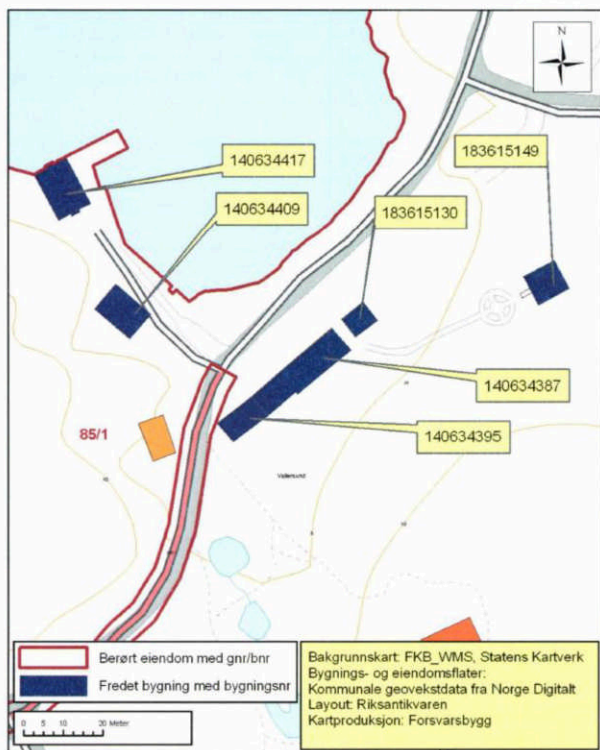 N
140634417
183615149
140634409
183615130
140634387
140634395
85/1
Vallersund
Berørt eiendom med gnr/bnr
Fredet bygning med bygningsnr
0 5 10 20 Meter
Bakgrunnskart: FKB_WMS, Statens Kartverk
Bygnings- og eiendomsflater:
Kommunale geovekstdata fra Norge Digitalt
Layout: Riksantikvaren
Kartproduksjon: Forsvarsbygg